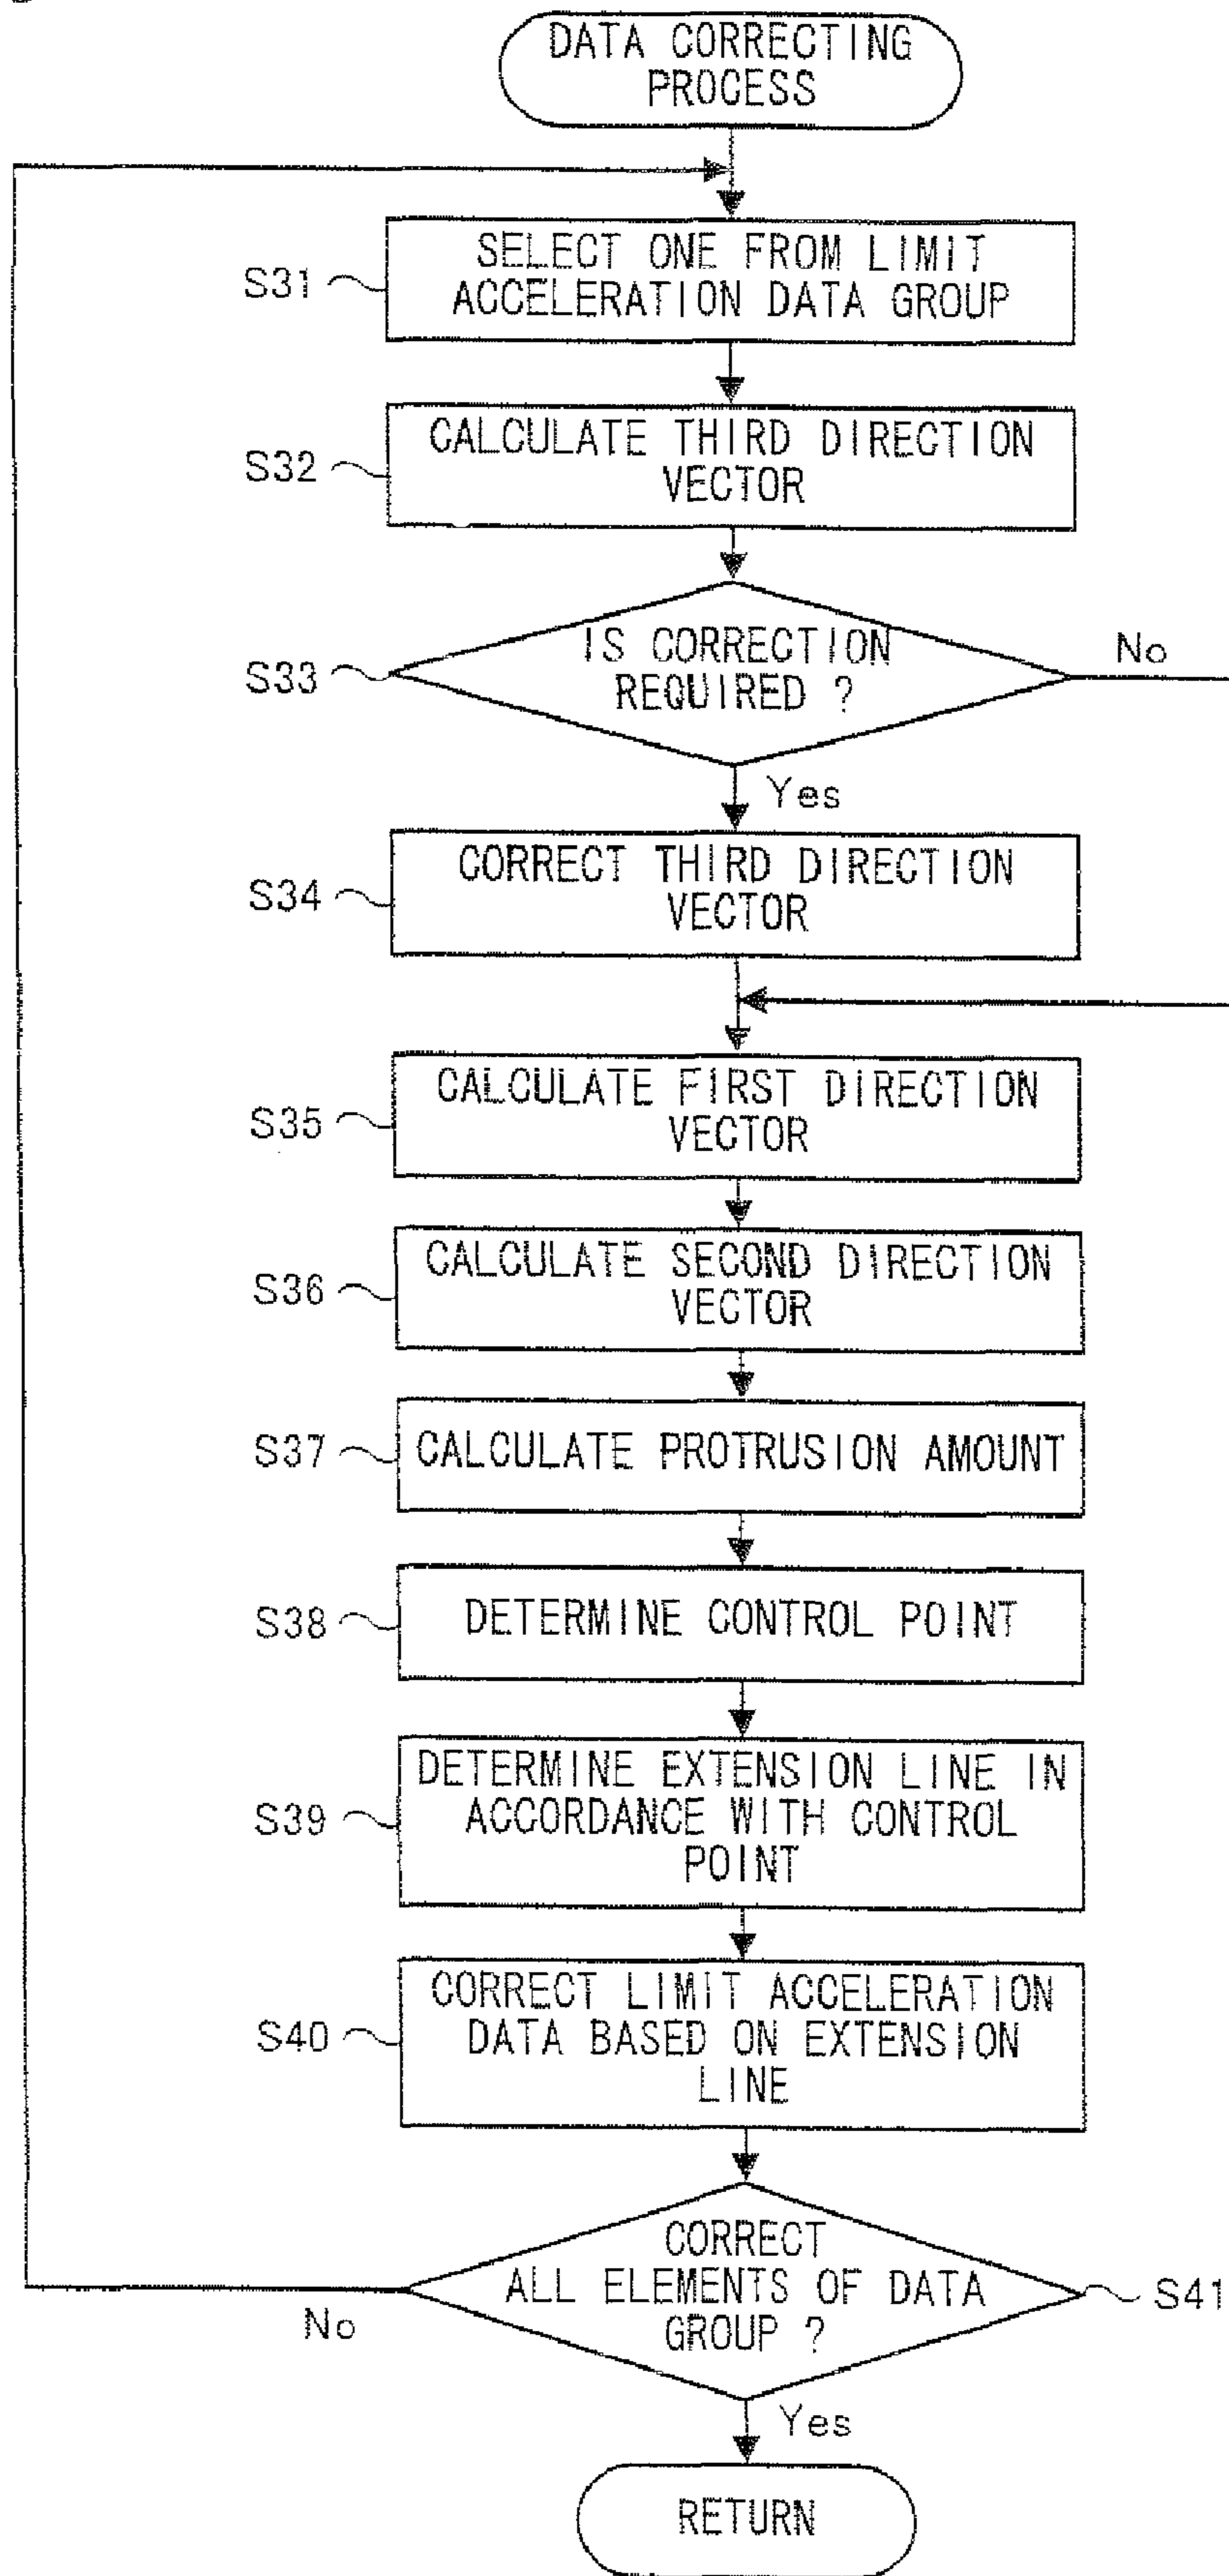 DATA CORRECTING
PROCESS
S31
SELECT ONE FROM LIMIT
ACCELERATION DATA GROUP
S32
CALCULATE THIRD DIRECTION
VECTOR
S33
IS CORRECTION
REQUIRED ?
No
Yes
S34
CORRECT THIRD DIRECTION
VECTOR
S35
CALCULATE FIRST DIRECTION
VECTOR
S36
CALCULATE SECOND DIRECTION
VECTOR
S37
CALCULATE PROTRUSION AMOUNT
S38
DETERMINE CONTROL POINT
S39
DETERMINE EXTENSION LINE IN
ACCORDANCE WITH CONTROL
POINT
S40
CORRECT LIMIT ACCELERATION
DATA BASED ON EXTENSION
LINE
CORRECT
ALL ELEMENTS OF DATA
GROUP ?
S41
No
Yes
RETURN